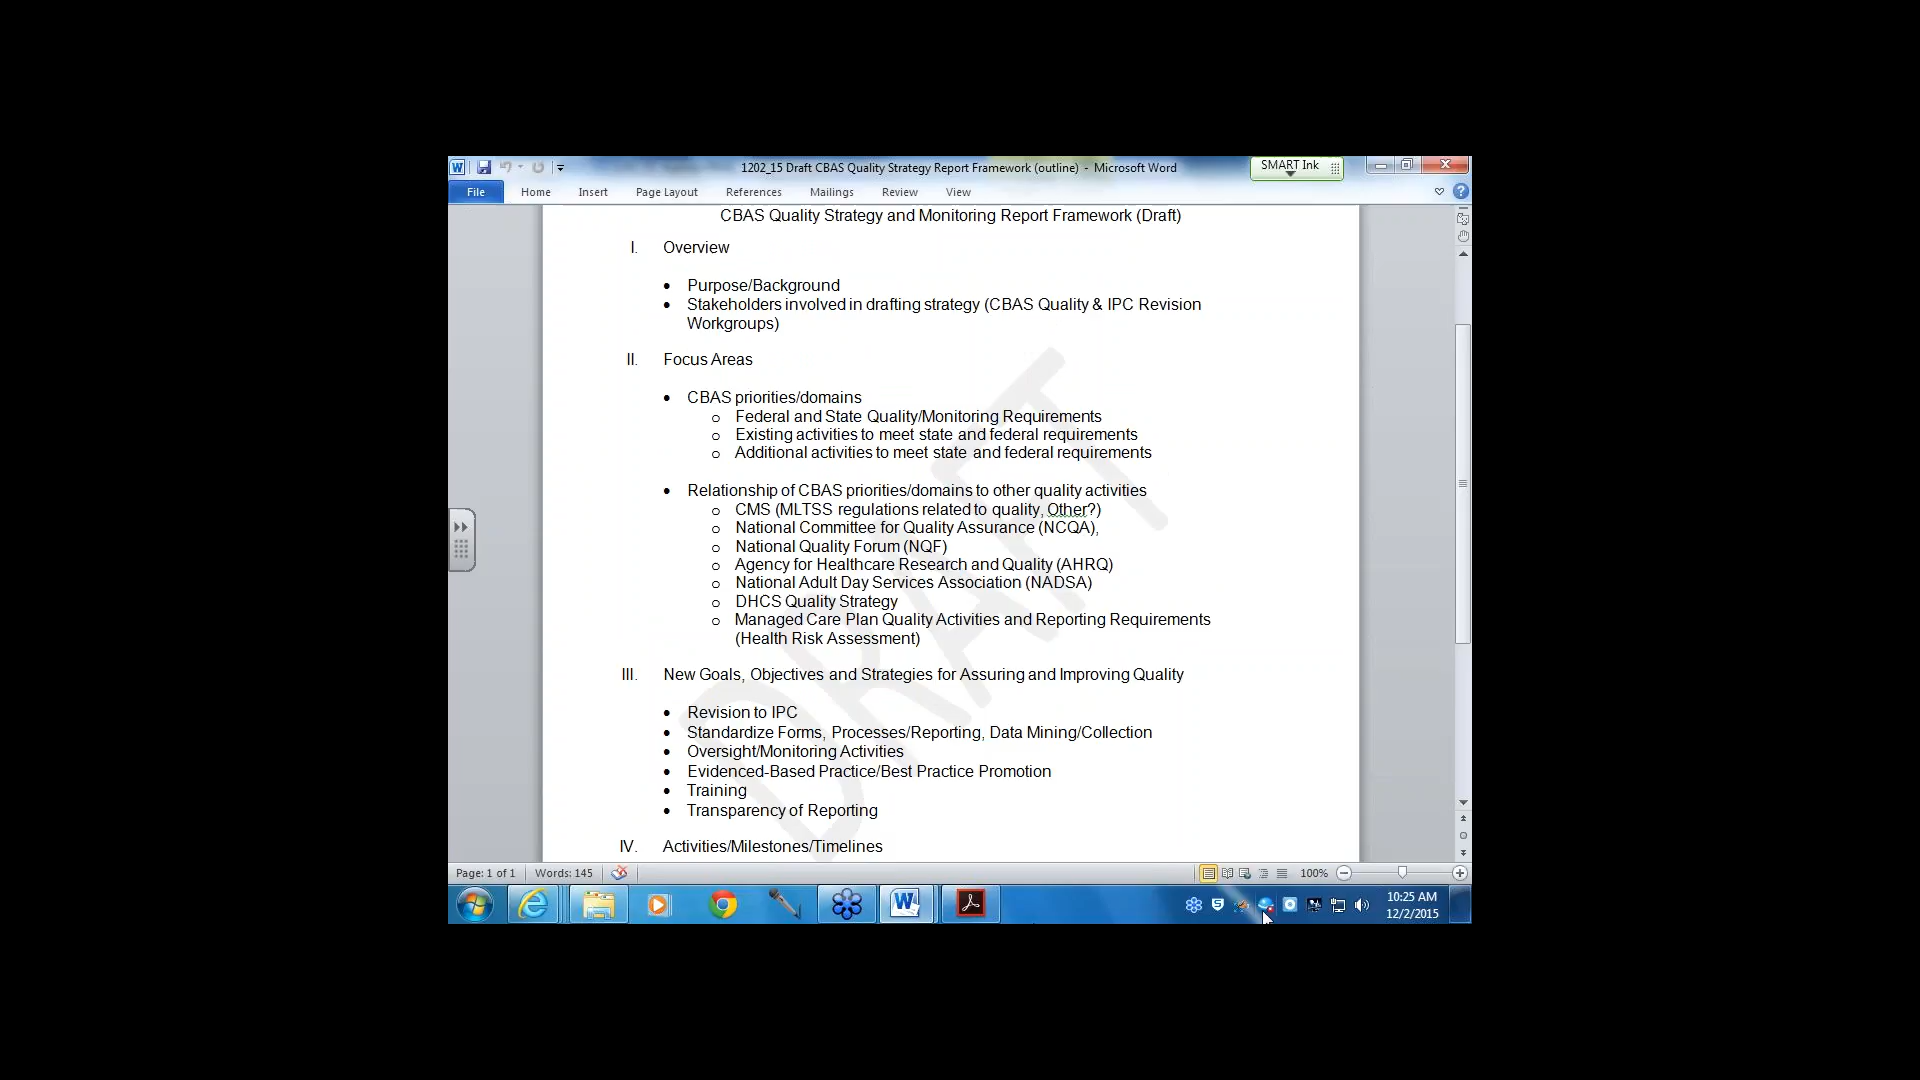 1202_15 Draft CBAS Quality Strategy Report Framework (outline) - Microsoft Word
SMART Ink
File Home Insert Page Layout References Mailings Review View
CBAS Quality Strategy and Monitoring Report Framework (Draft)
I. Overview
• Purpose/Background
• Stakeholders involved in drafting strategy (CBAS Quality & IPC Revision
Workgroups)
II. Focus Areas
• CBAS priorities/domains
o Federal and State Quality/Monitoring Requirements
o Existing activities to meet state and federal requirements
o Additional activities to meet state and federal requirements
• Relationship of CBAS priorities/domains to other quality activities
o CMS (MLTSS regulations related to quality, Other?)
o National Committee for Quality Assurance (NCQA),
o National Quality Forum (NQF)
o Agency for Healthcare Research and Quality (AHRQ)
o National Adult Day Services Association (NADSA)
o DHCS Quality Strategy
o Managed Care Plan Quality Activities and Reporting Requirements
(Health Risk Assessment)
III. New Goals, Objectives and Strategies for Assuring and Improving Quality
• Revision to IPC
• Standardize Forms, Processes/Reporting, Data Mining/Collection
• Oversight/Monitoring Activities
• Evidenced-Based Practice/Best Practice Promotion
• Training
• Transparency of Reporting
IV. Activities/Milestones/Timelines
DRAFT
Page: 1 of 1 Words: 145 100%
10:25 AM
12/2/2015